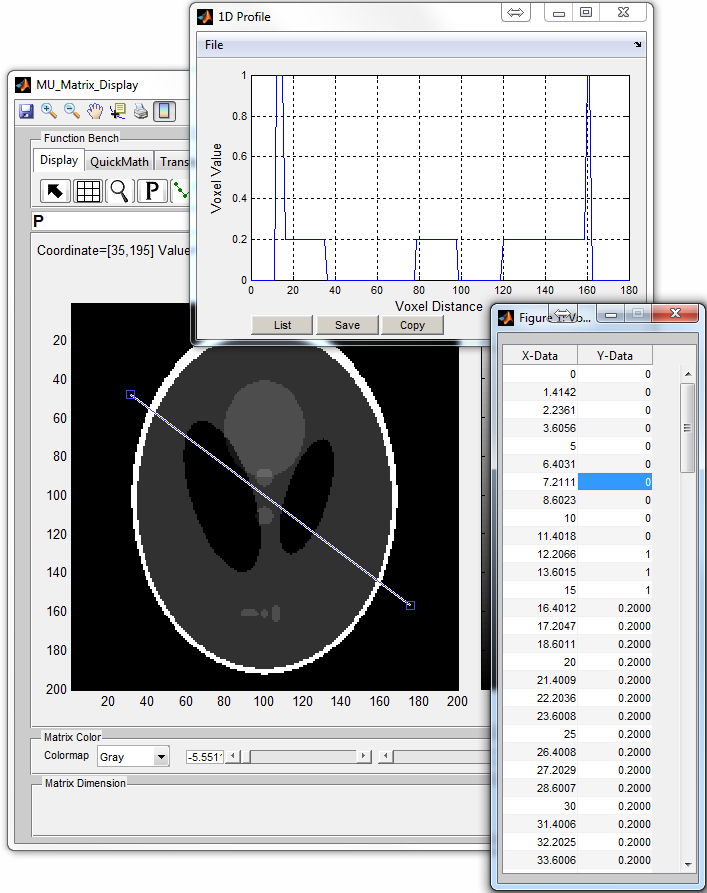 1D Profile
File
1
0.8
0.6
0.4
0.2
0
Voxel Value
0 20 40 60 80 100 120 140 160 180
Voxel Distance
List Save Copy
MU_Matrix_Display
Function Bench
Display QuickMath Trans
P
P
Coordinate=[35,195] Value
20
40
60
80
100
120
140
160
180
200
20 40 60 80 100 120 140 160 180 200
Matrix Color
Colormap Gray -5.551
Matrix Dimension
Figure 1: Vo...
X-Data Y-Data
0 0
1.4142 0
2.2361 0
3.6056 0
5 0
6.4031 0
7.2111 0
8.6023 0
10 0
11.4018 0
12.2066 1
13.6015 1
15 1
16.4012 0.2000
17.2047 0.2000
18.6011 0.2000
20 0.2000
21.4009 0.2000
22.2036 0.2000
23.6008 0.2000
25 0.2000
26.4008 0.2000
27.2029 0.2000
28.6007 0.2000
30 0.2000
31.4006 0.2000
32.2025 0.2000
33.6006 0.2000